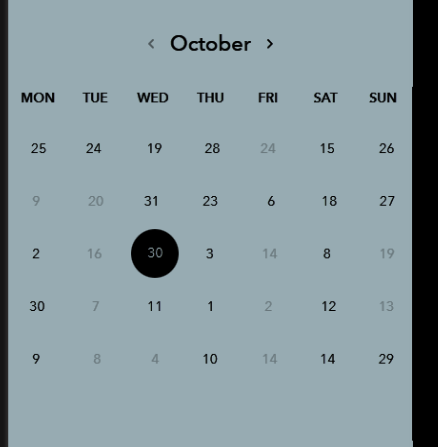 ‹ October ›
MON TUE WED THU FRI SAT SUN
25 24 19 28 24 15 26
9 20 31 23 6 18 27
2 16 30 3 14 8 19
30 7 11 1 2 12 13
9 8 4 10 14 14 29